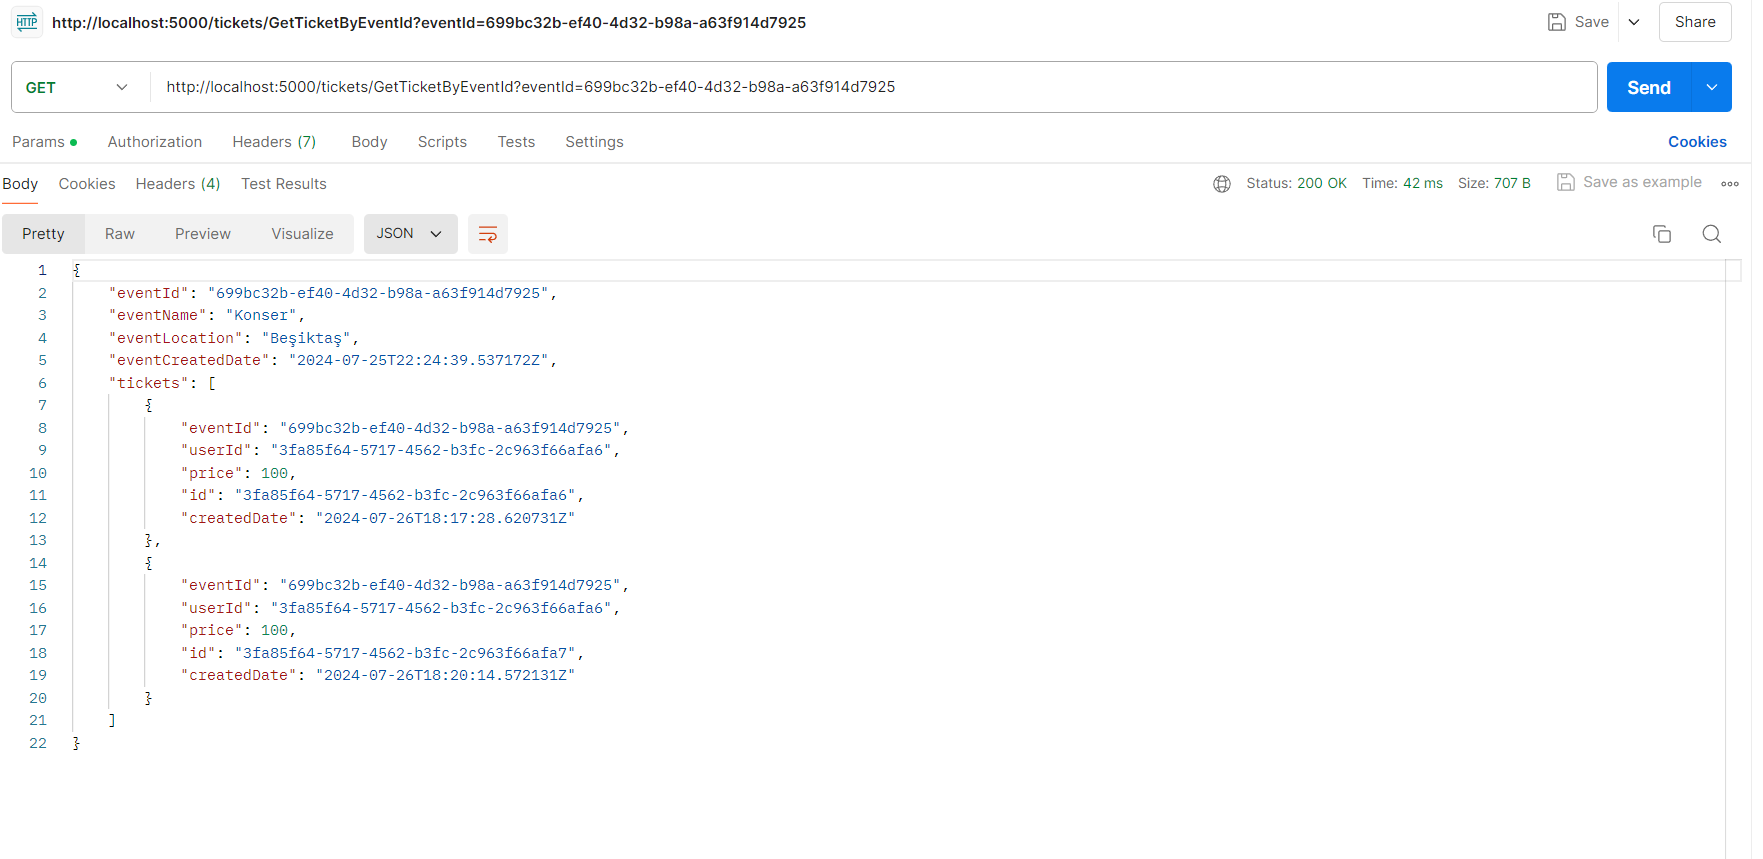 HTTP http://localhost:5000/tickets/GetTicketByEventId?eventId=699bc32b-ef40-4d32-b98a-a63f914d7925 Save Share
GET http://localhost:5000/tickets/GetTicketByEventId?eventId=699bc32b-ef40-4d32-b98a-a63f914d7925 Send
Params Authorization Headers (7) Body Scripts Tests Settings Cookies
Body Cookies Headers (4) Test Results Status: 200 OK Time: 42 ms Size: 707 B Save as example
Pretty Raw Preview Visualize JSON
1 {
2 "eventId": "699bc32b-ef40-4d32-b98a-a63f914d7925",
3 "eventName": "Konser",
4 "eventLocation": "Beşiktaş",
5 "eventCreatedDate": "2024-07-25T22:24:39.537172Z",
6 "tickets": [
7 {
8 "eventId": "699bc32b-ef40-4d32-b98a-a63f914d7925",
9 "userId": "3fa85f64-5717-4562-b3fc-2c963f66afa6",
10 "price": 100,
11 "id": "3fa85f64-5717-4562-b3fc-2c963f66afa6",
12 "createdDate": "2024-07-26T18:17:28.620731Z"
13 },
14 {
15 "eventId": "699bc32b-ef40-4d32-b98a-a63f914d7925",
16 "userId": "3fa85f64-5717-4562-b3fc-2c963f66afa6",
17 "price": 100,
18 "id": "3fa85f64-5717-4562-b3fc-2c963f66afa7",
19 "createdDate": "2024-07-26T18:20:14.572131Z"
20 }
21 ]
22 }